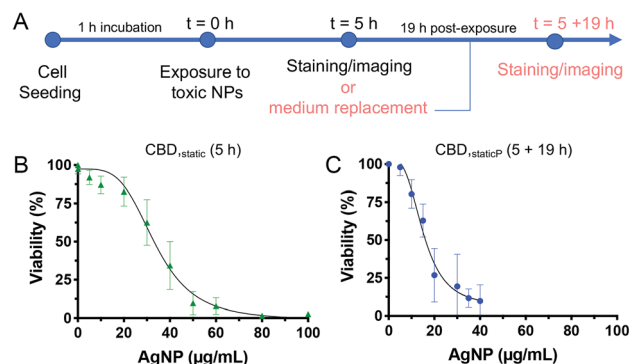 A
1 h incubation
t = 0 h
t = 5 h
19 h post-exposure
t = 5 +19 h
Cell
Seeding
Exposure to
toxic NPs
Staining/imaging
or
medium replacement
Staining/imaging
B
CBD,static (5 h)
Viability (%)
100
75
50
25
0
0 20 40 60 80 100
AgNP (µg/mL)
C
CBD,staticP (5 + 19 h)
Viability (%)
100
75
50
25
0
0 20 40 60 80 100
AgNP (µg/mL)